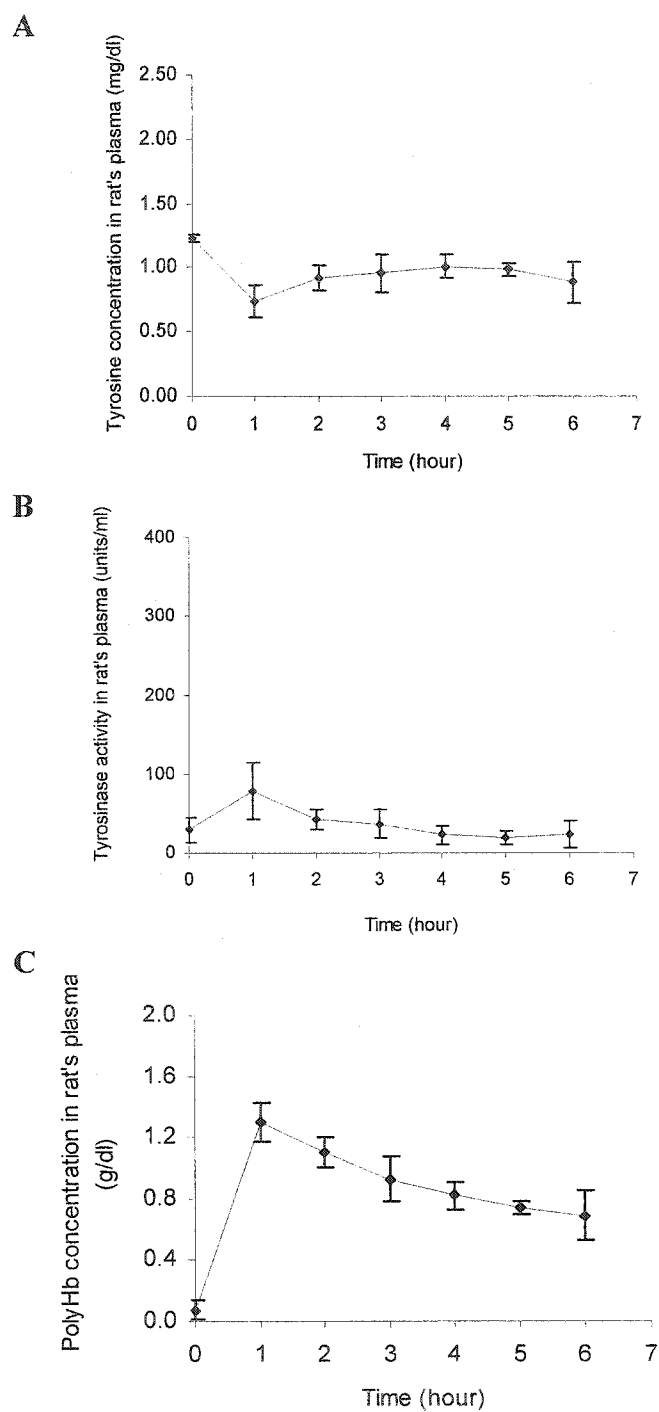 A
Tyrosine concentration in rat's plasma (mg/dl)
2.50
2.00
1.50
1.00
0.50
0.00
0 1 2 3 4 5 6 7
Time (hour)
B
Tyrosinase activity in rat's plasma (units/ml)
400
300
200
100
0
0 1 2 3 4 5 6 7
Time (hour)
C
PolyHb concentration in rat's plasma
(g/dl)
2.0
1.6
1.2
0.8
0.4
0.0
0 1 2 3 4 5 6 7
Time (hour)